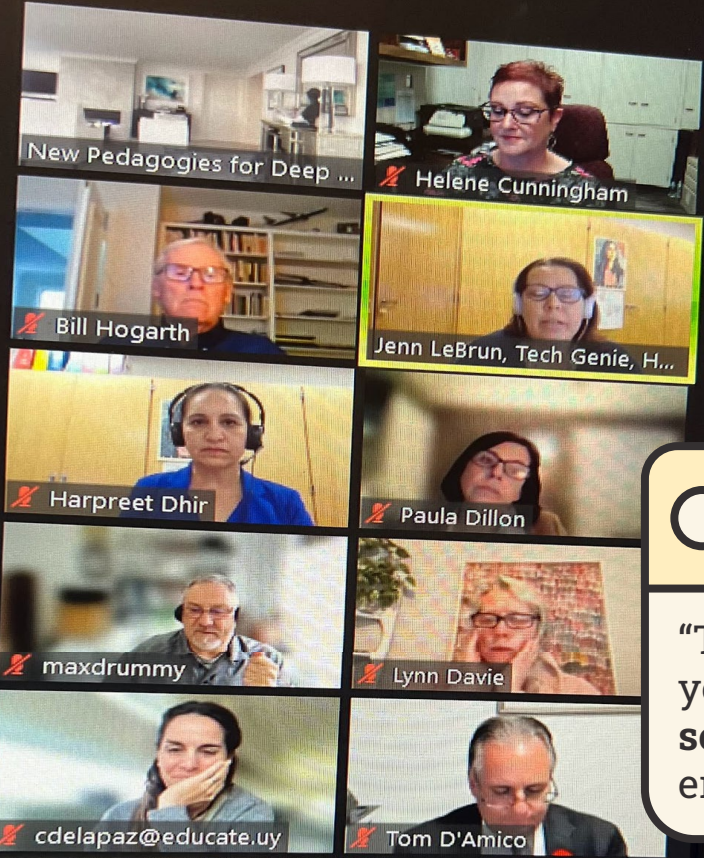 New Pedagogies for Deep ...
Helene Cunningham
Bill Hogarth
Jenn LeBrun, Tech Genie, H...
Harpreet Dhir
Paula Dillon
maxdrummy
Lynn Davie
cdelapaz@educate.uy
Tom D'Amico